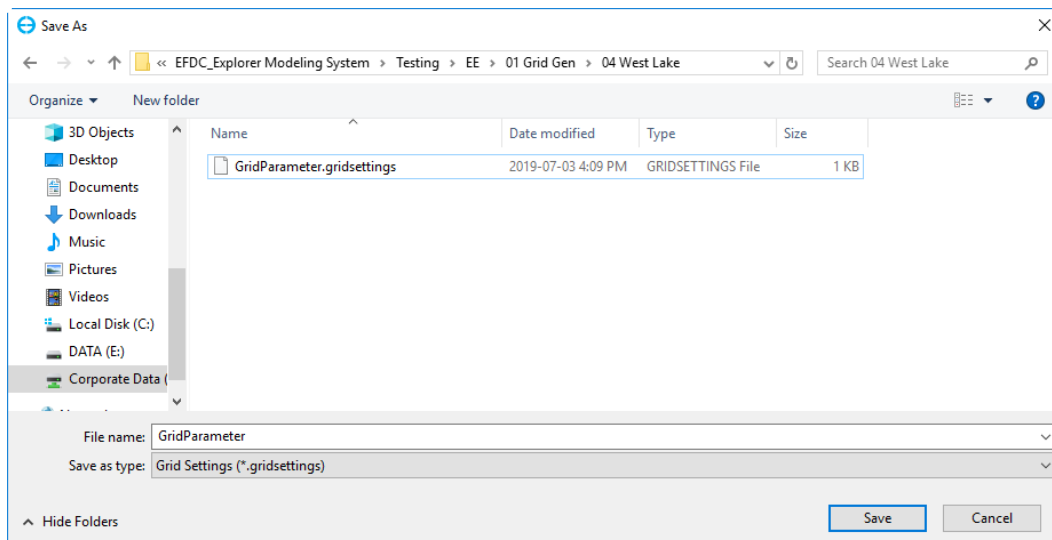 Save As
« EFDC_Explorer Modeling System > Testing > EE > 01 Grid Gen > 04 West Lake
Search 04 West Lake
Organize
New folder
Name
Date modified
Type
Size
3D Objects
Desktop
Documents
Downloads
Music
Pictures
Videos
Local Disk (C:)
DATA (E:)
Corporate Data (
GridParameter.gridsettings 2019-07-03 4:09 PM GRIDSETTINGS File 1 KB
File name: GridParameter
Save as type: Grid Settings (*.gridsettings)
Hide Folders
Save
Cancel